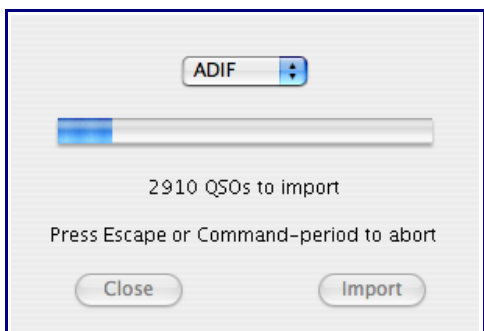 ADIF
2910 QSOs to import
Press Escape or Command-period to abort
Close Import